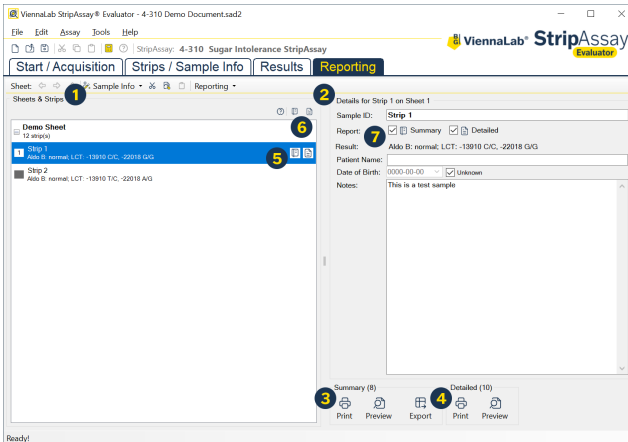 ViennaLab StripAssay® Evaluator - 4-310 Demo Document.sad2
File Edit Assay Tools Help
StripAssay: 4-310 Sugar Intolerance StripAssay
ViennaLab® StripAssay
Evaluator
Start / Acquisition Strips / Sample Info Results Reporting
Sheet: Sample Info Reporting
1
2
Sheets & Strips
Demo Sheet
12 strip(s)
6
1 Strip 1
Aldo B: normal; LCT: -13910 C/C, -22018 G/G
5
Strip 2
Aldo B: normal; LCT: -13910 T/C, -22018 A/G
Details for Strip 1 on Sheet 1
Sample ID: Strip 1
Report: 7 Summary Detailed
Result: Aldo B: normal; LCT: -13910 C/C, -22018 G/G
Patient Name:
Date of Birth: 0000-00-00 Unknown
Notes: This is a test sample
Summary (8) Detailed (10)
3 4
Print Preview Export Print Preview
Ready!